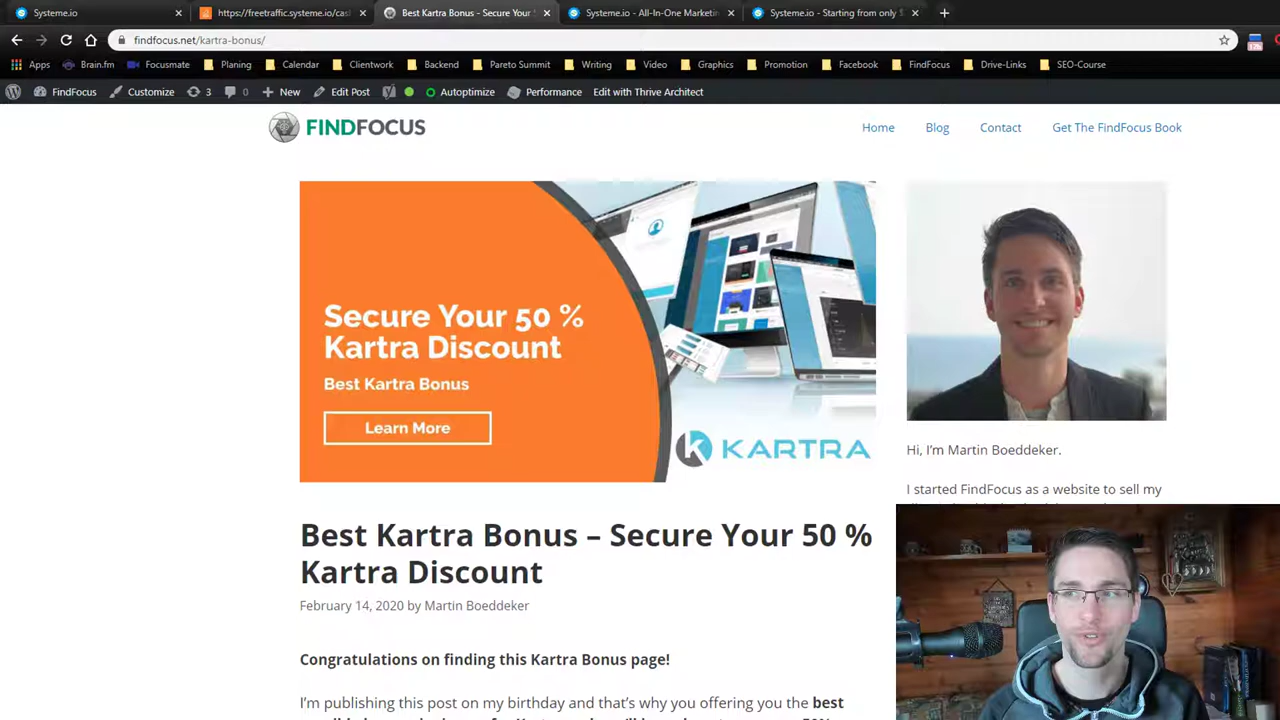 Systeme.io
https://freetraffic.systeme.io/cas
Best Kartra Bonus – Secure Your
Systeme.io - All-In-One Marketin
Systeme.io - Starting from only
findfocus.net/kartra-bonus/
Apps
Brain.fm
Focusmate
Planing
Calendar
Clientwork
Backend
Pareto Summit
Writing
Video
Graphics
Promotion
Facebook
FindFocus
Drive-Links
SEO-Course
FindFocus
Customize
3
0
New
Edit Post
Autoptimize
Performance
Edit with Thrive Architect
FINDFOCUS
Home
Blog
Contact
Get The FindFocus Book
Secure Your 50 %
Kartra Discount
Best Kartra Bonus
Learn More
KARTRA
Hi, I'm Martin Boeddeker.
I started FindFocus as a website to sell my
Best Kartra Bonus – Secure Your 50 %
Kartra Discount
February 14, 2020 by Martin Boeddeker
Congratulations on finding this Kartra Bonus page!
I'm publishing this post on my birthday and that's why you offering you the best